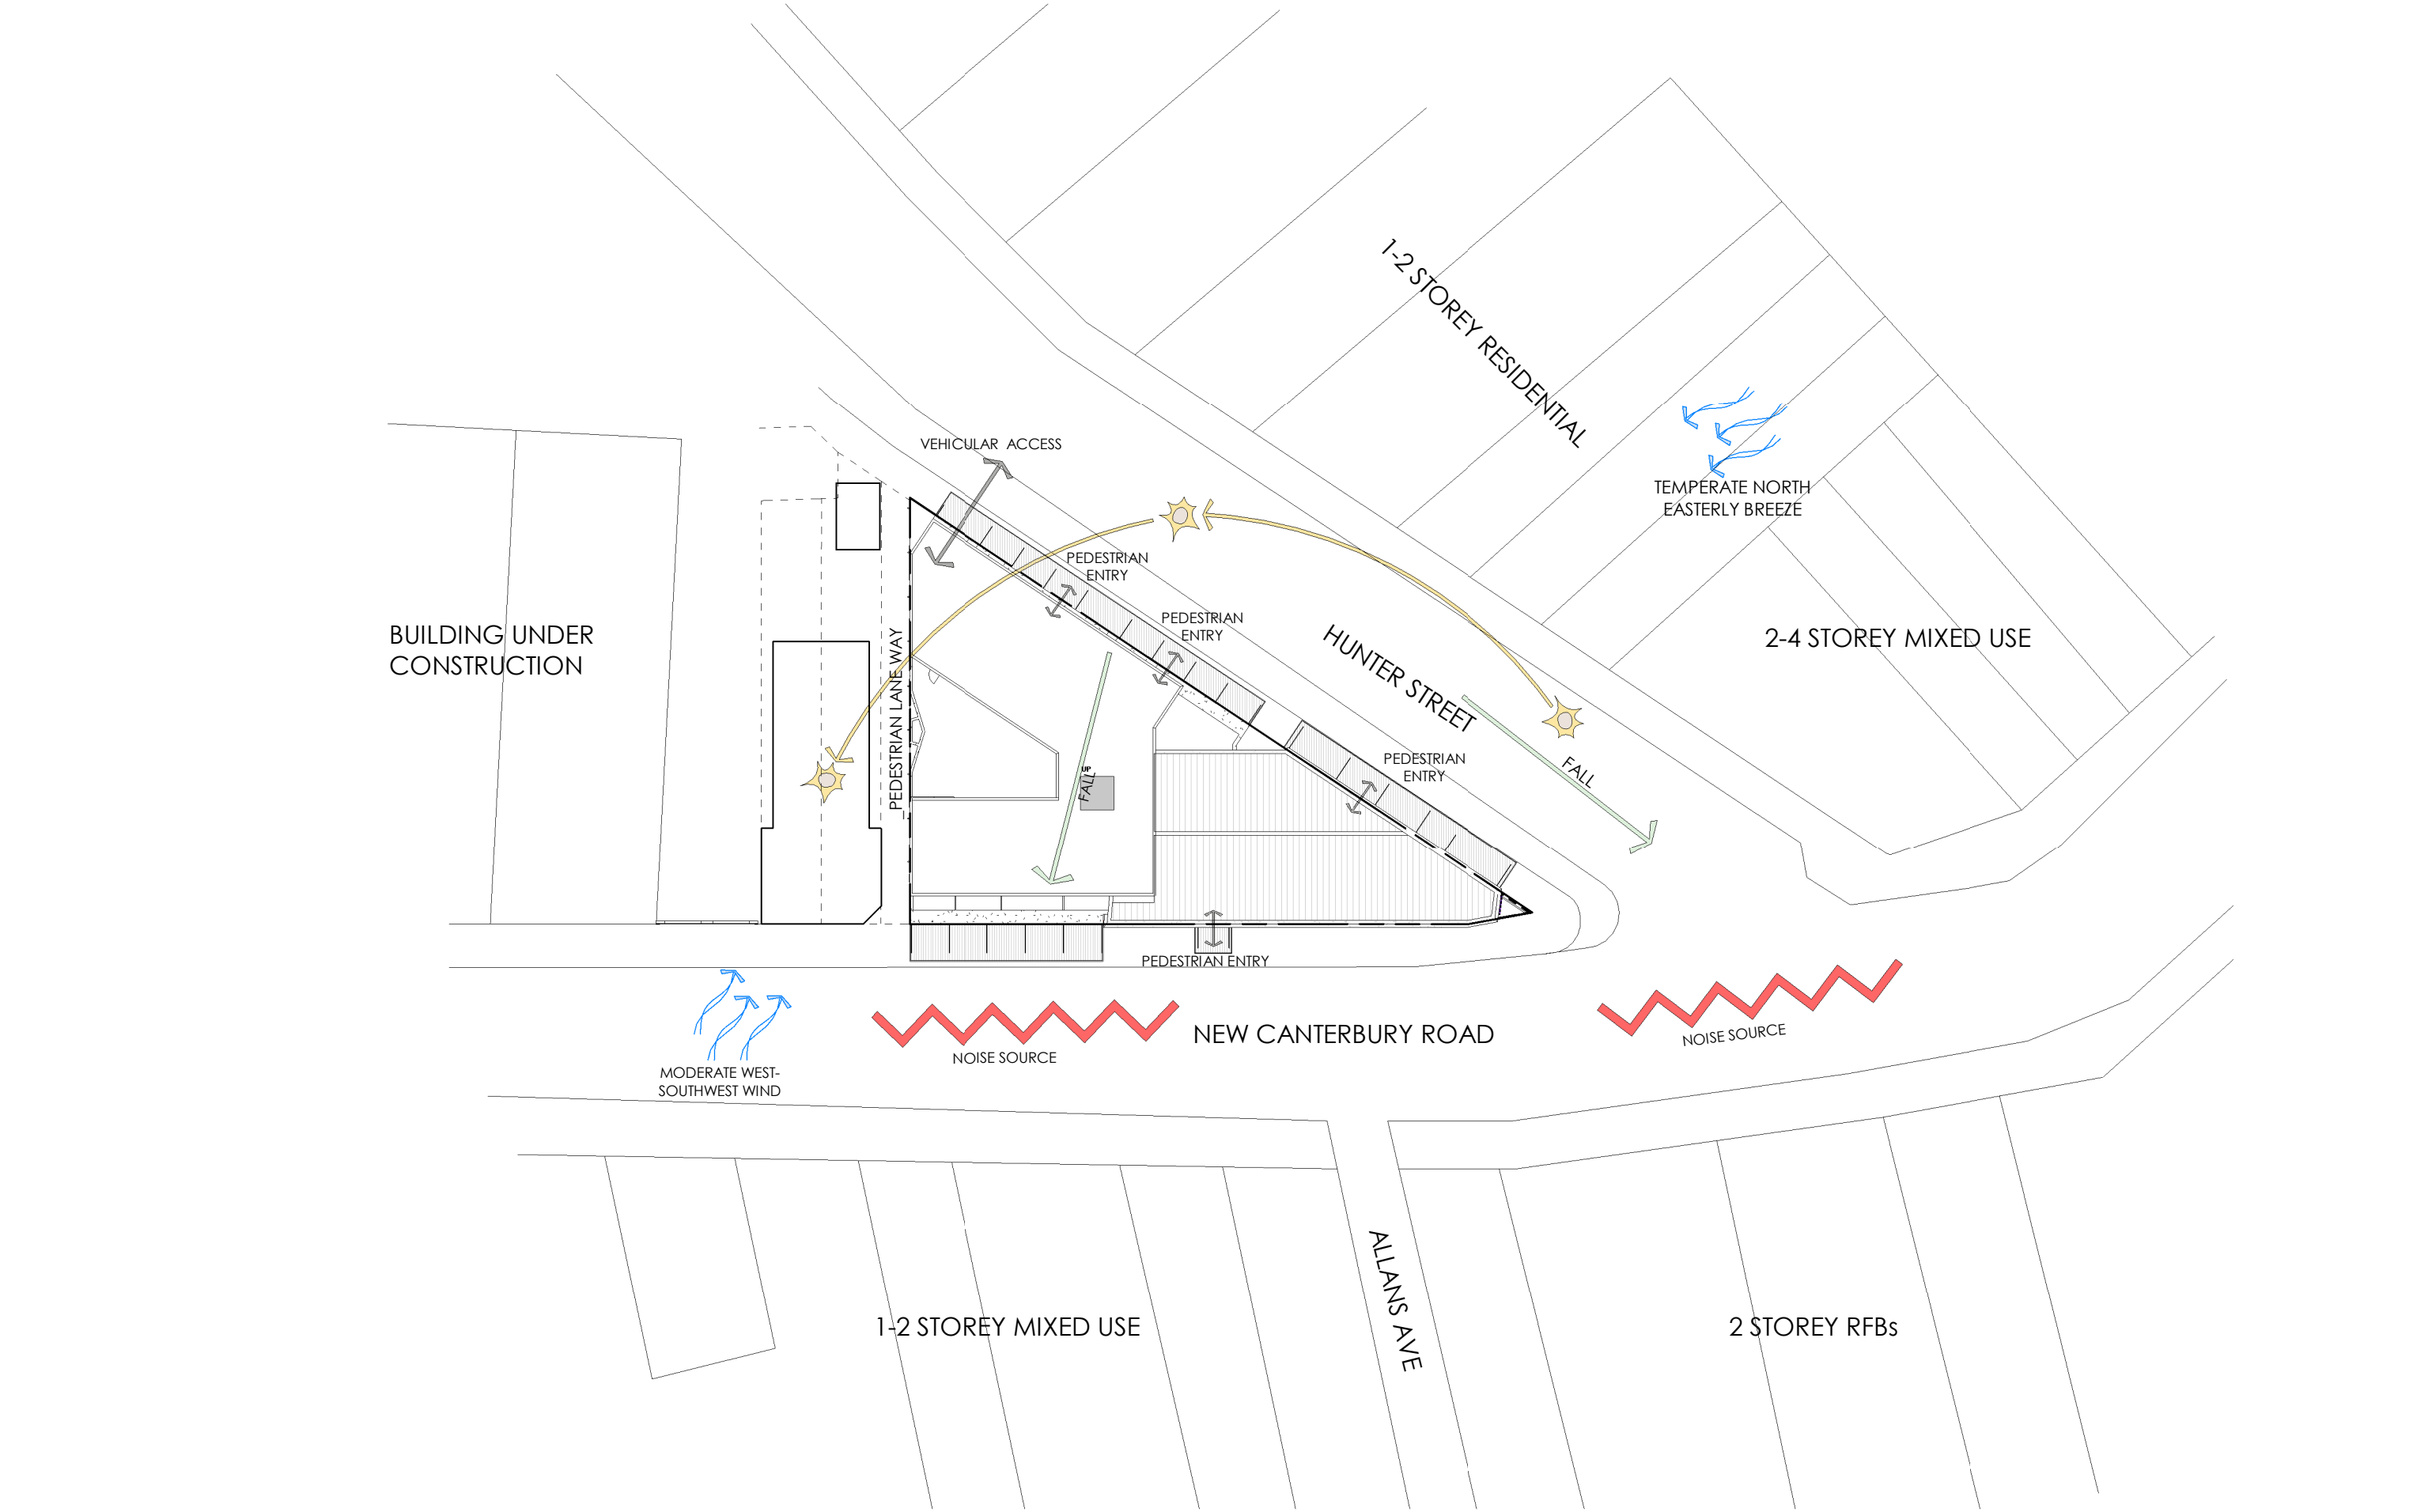 1-2 STOREY RESIDENTIAL
VEHICULAR ACCESS
TEMPERATE NORTH
EASTERLY BREEZE
PEDESTRIAN
ENTRY
PEDESTRIAN
ENTRY
BUILDING UNDER
CONSTRUCTION
PEDESTRIAN LANE WAY
HUNTER STREET
2-4 STOREY MIXED USE
PEDESTRIAN
ENTRY
FALL
UP
FALL
PEDESTRIAN ENTRY
NOISE SOURCE
NEW CANTERBURY ROAD
NOISE SOURCE
MODERATE WEST-
SOUTHWEST WIND
ALLANS AVE
1-2 STOREY MIXED USE
2 STOREY RFBs